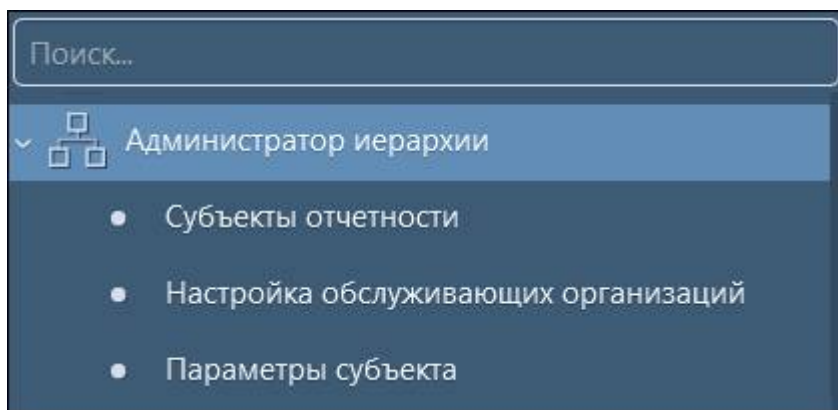 Поиск...
Администратор иерархии
Субъекты отчетности
Настройка обслуживающих организаций
Параметры субъекта